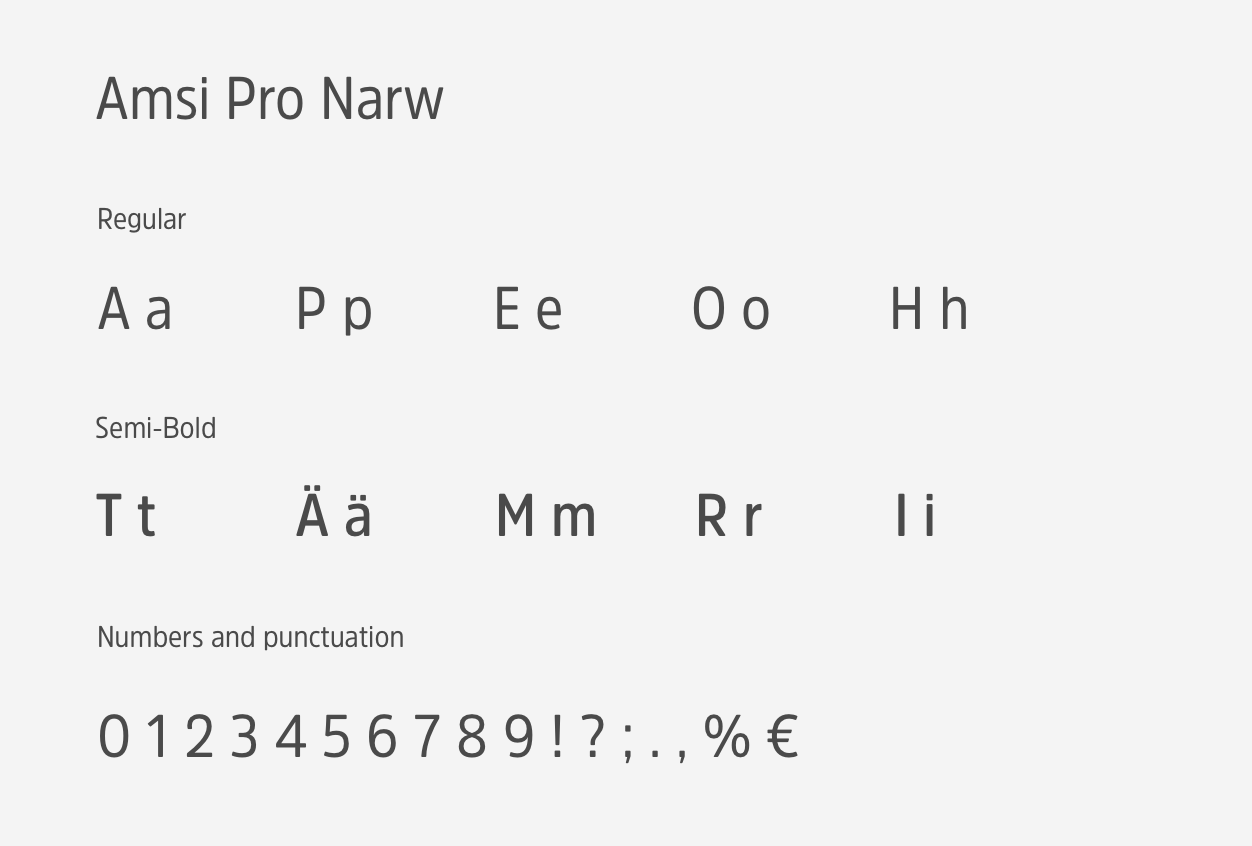 Amsi Pro Narw
Regular
A a P p E e O o H h
Semi-Bold
T t Ä ä M m R r I i
Numbers and punctuation
0 1 2 3 4 5 6 7 8 9 ! ? ; . , % €